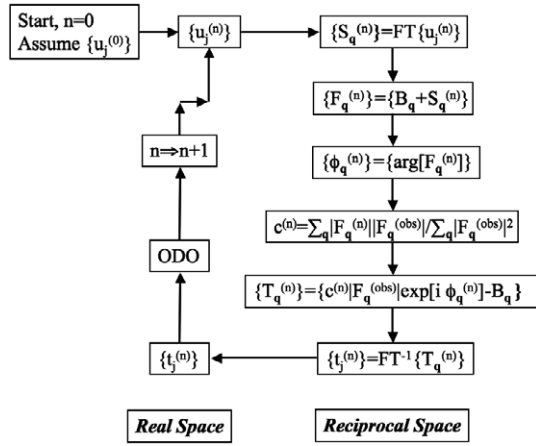 Start, n=0
Assume {u_j^(0)}
{u_j^(n)}
{S_q^(n)}=FT{u_j^(n)}
{F_q^(n)}={B_q+S_q^(n)}
n⇒n+1
{ϕ_q^(n)}={arg[F_q^(n)]}
c^(n)=∑_q|F_q^(n)||F_q^(obs)|/∑_q|F_q^(obs)|^2
ODO
{T_q^(n)}={c^(n)|F_q^(obs)|exp[i ϕ_q^(n)]-B_q}
{t_j^(n)}
{t_j^(n)}=FT^-1{T_q^(n)}
Real Space
Reciprocal Space